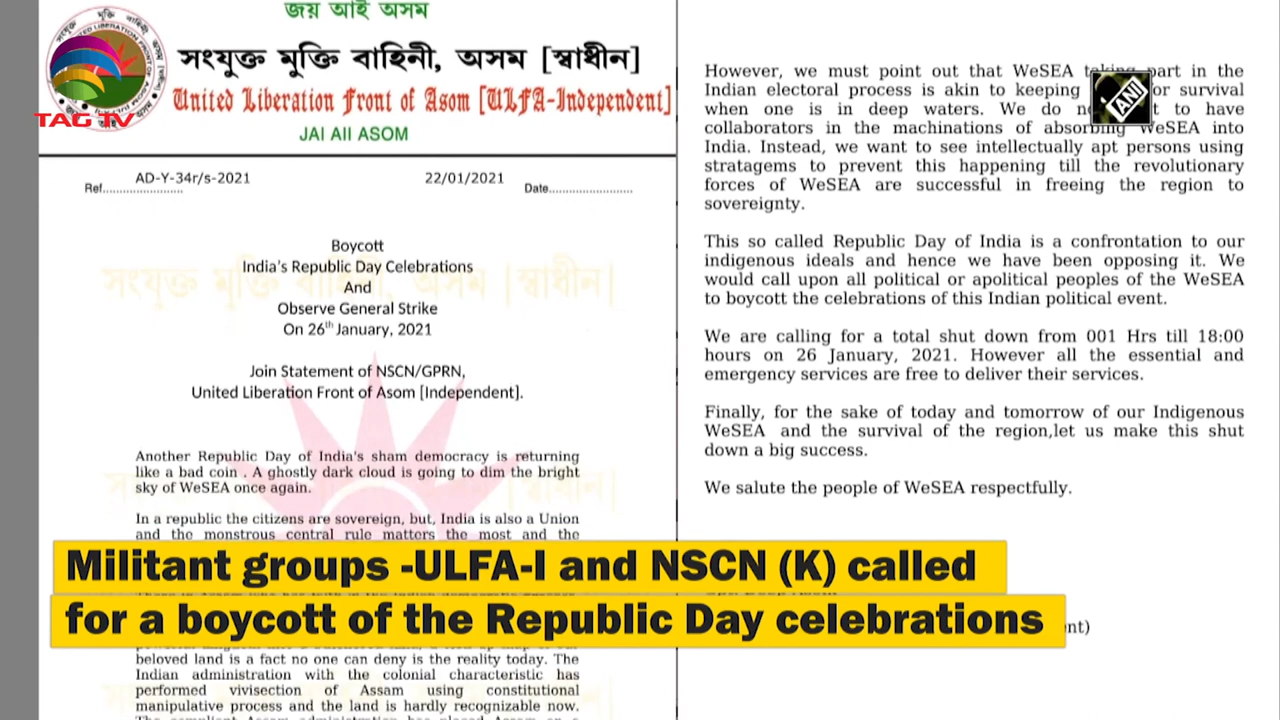 জয় আই অসম
সংযুক্ত মুক্তি বাহিনী, অসম [স্বাধীন]
United Liberation Front of Asom [ULFA-Independent]
JAI AII ASOM
TAG TV
Ref.................... AD-Y-34r/s-2021 22/01/2021 Date......................
Boycott
India's Republic Day Celebrations
And
Observe General Strike
On 26th January, 2021
Join Statement of NSCN/GPRN,
United Liberation Front of Asom [Independent].
Another Republic Day of India's sham democracy is returning
like a bad coin . A ghostly dark cloud is going to dim the bright
sky of WeSEA once again.
In a republic the citizens are sovereign, but, India is also a Union
and the monstrous central rule matters the most and the
beloved land is a fact no one can deny is the reality today. The
Indian administration with the colonial characteristic has
performed vivisection of Assam using constitutional
manipulative process and the land is hardly recognizable now.
However, we must point out that WeSEA taking part in the
Indian electoral process is akin to keeping or survival
when one is in deep waters. We do to have
collaborators in the machinations of absorbing WeSEA into
India. Instead, we want to see intellectually apt persons using
stratagems to prevent this happening till the revolutionary
forces of WeSEA are successful in freeing the region to
sovereignty.
This so called Republic Day of India is a confrontation to our
indigenous ideals and hence we have been opposing it. We
would call upon all political or apolitical peoples of the WeSEA
to boycott the celebrations of this Indian political event.
We are calling for a total shut down from 001 Hrs till 18:00
hours on 26 January, 2021. However all the essential and
emergency services are free to deliver their services.
Finally, for the sake of today and tomorrow of our Indigenous
WeSEA and the survival of the region,let us make this shut
down a big success.
We salute the people of WeSEA respectfully.
ANI
Militant groups -ULFA-I and NSCN (K) called
for a boycott of the Republic Day celebrations